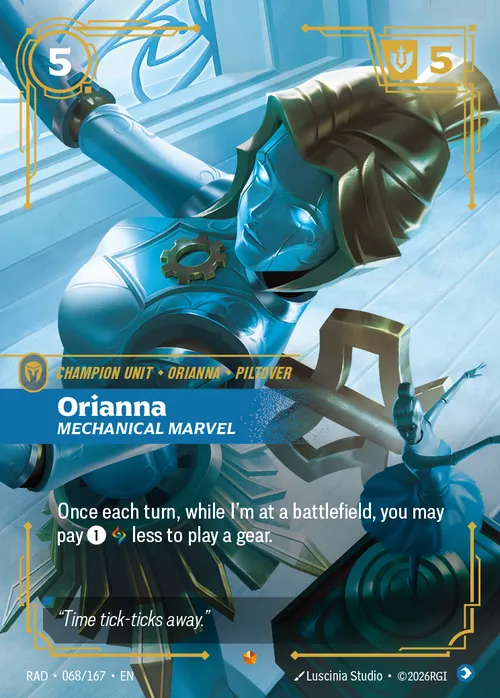 5
5
CHAMPION UNIT • ORIANNA • PILTOVER
Orianna
MECHANICAL MARVEL
Once each turn, while I'm at a battlefield, you may
pay 1 less to play a gear.
“Time tick-ticks away.”
RAD • 068/167 • EN
Luscinia Studio • ©2026RGI